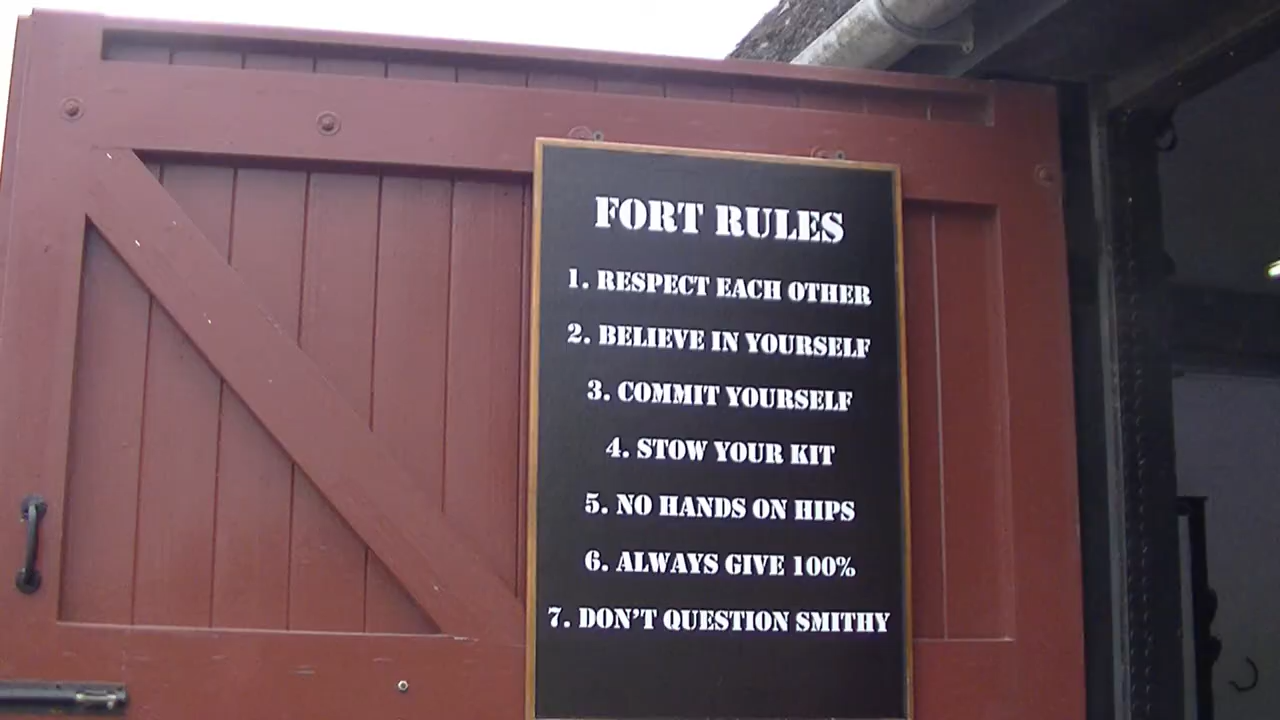 FORT RULES
1. RESPECT EACH OTHER
2. BELIEVE IN YOURSELF
3. COMMIT YOURSELF
4. STOW YOUR KIT
5. NO HANDS ON HIPS
6. ALWAYS GIVE 100%
7. DON'T QUESTION SMITHY